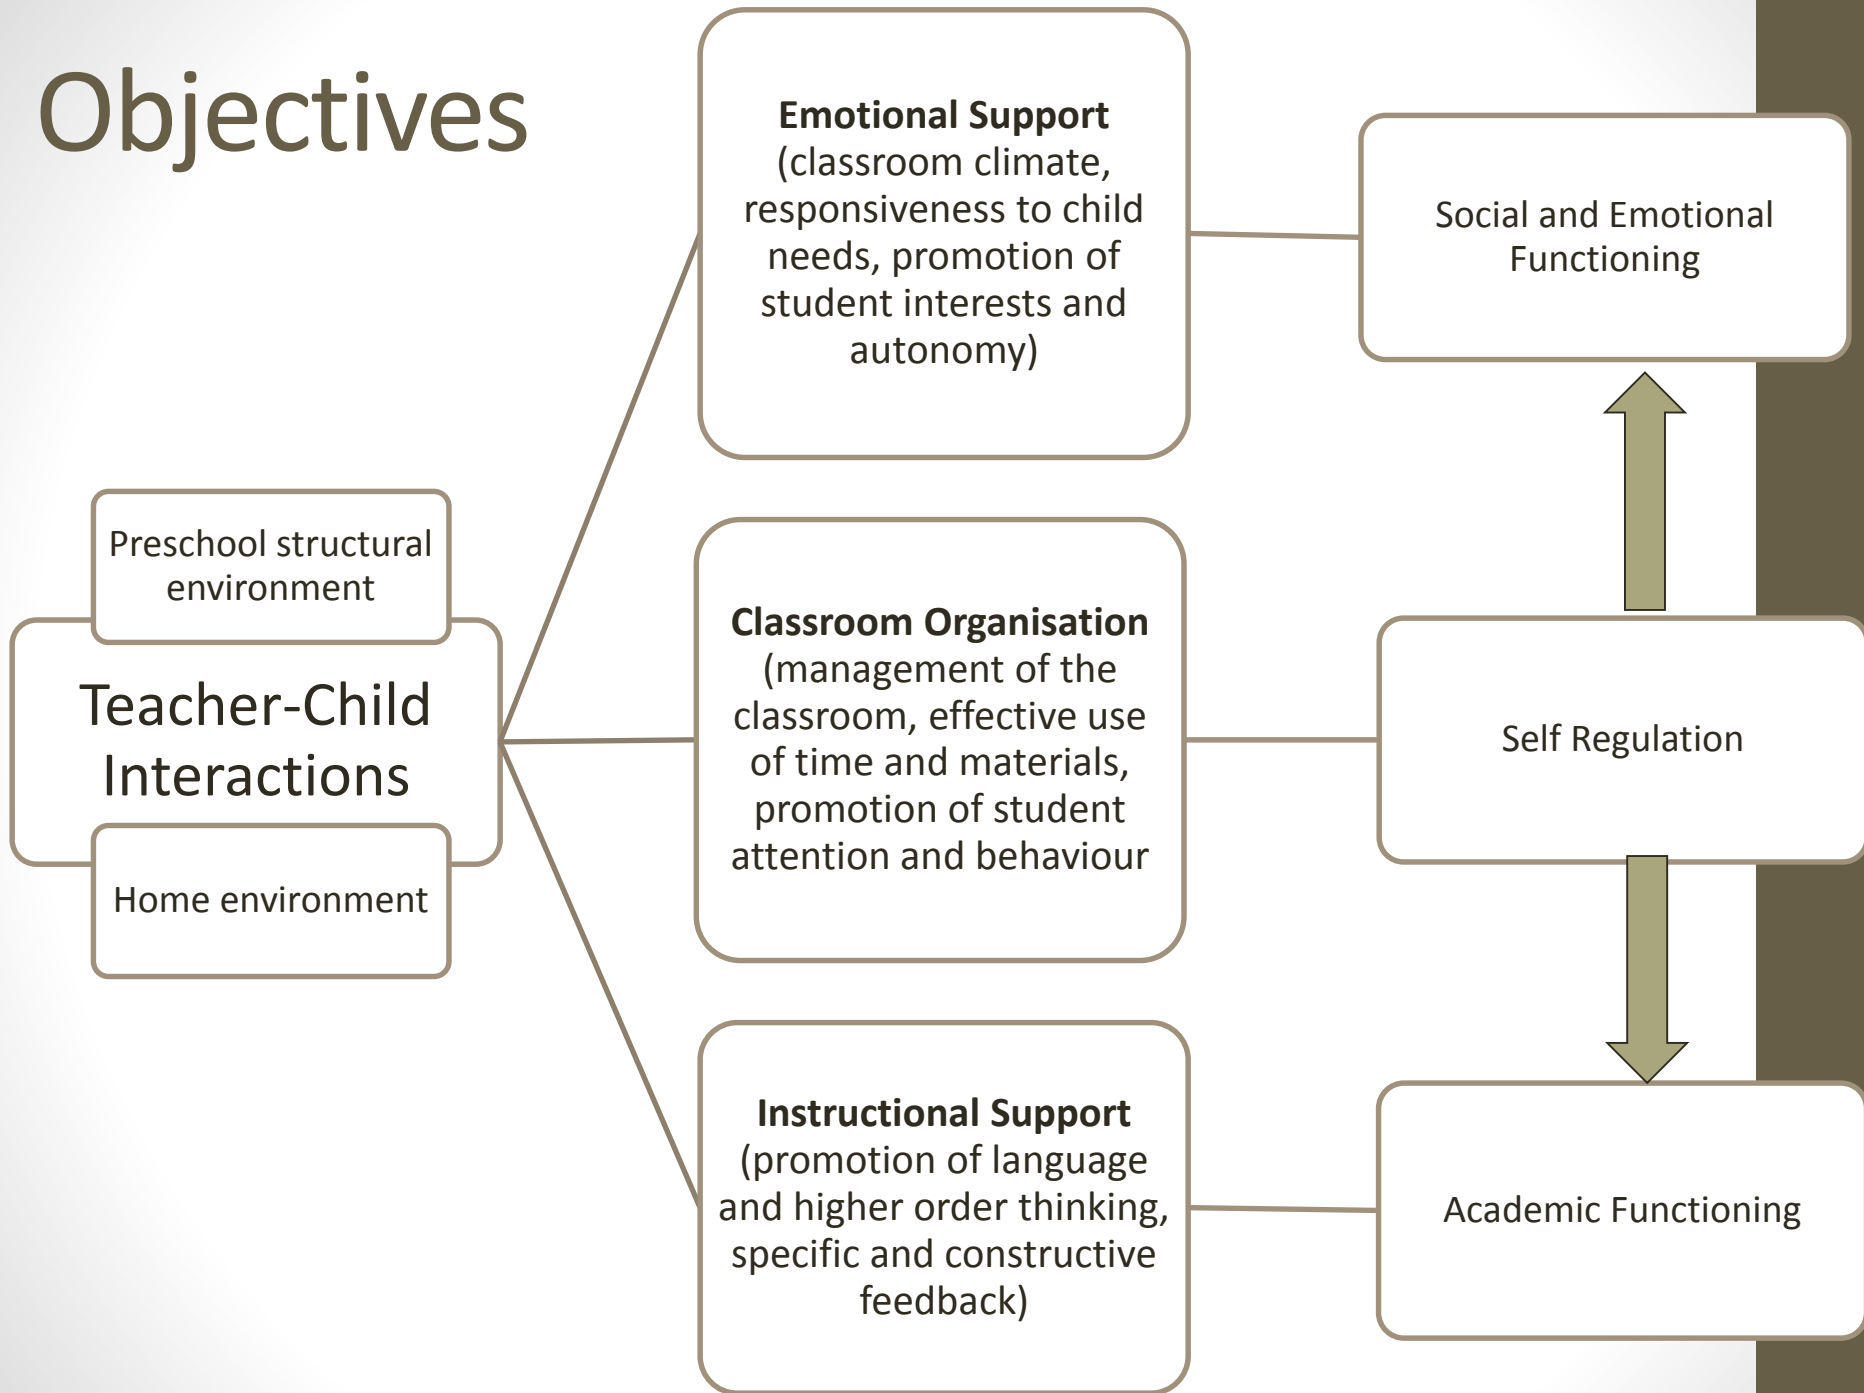 Objectives
Emotional Support
(classroom climate,
responsiveness to child
needs, promotion of
student interests and
autonomy)
Social and Emotional
Functioning
Preschool structural
environment
Teacher-Child
Interactions
Home environment
Classroom Organisation
(management of the
classroom, effective use
of time and materials,
promotion of student
attention and behaviour
Self Regulation
Instructional Support
(promotion of language
and higher order thinking,
specific and constructive
feedback)
Academic Functioning